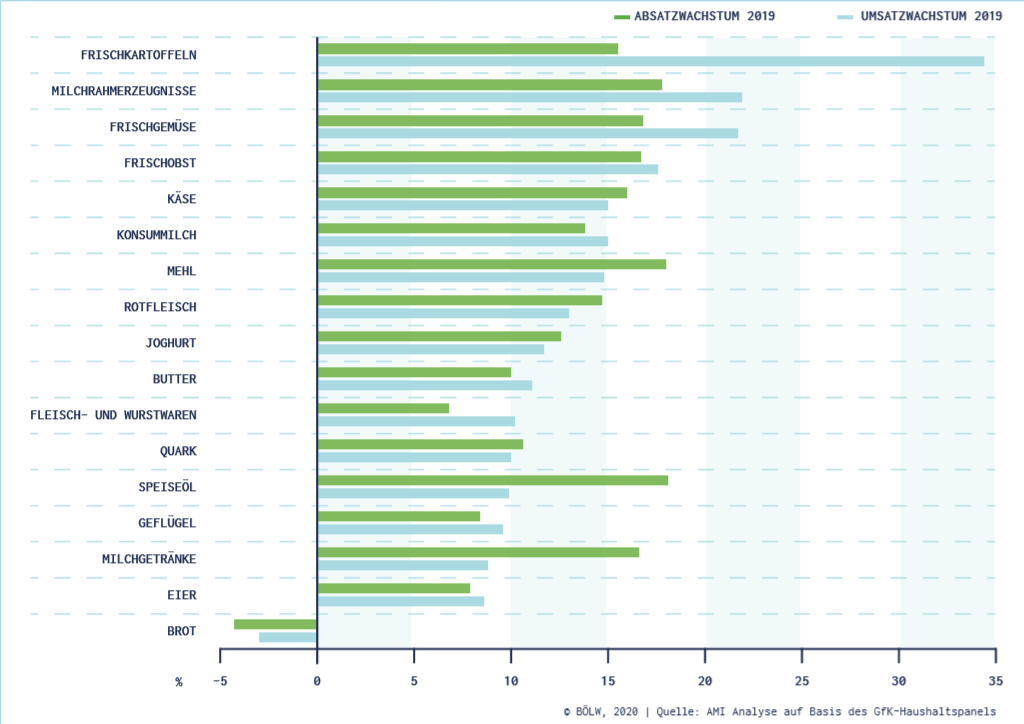 ABSATZWACHSTUM 2019
UMSATZWACHSTUM 2019
FRISCHKARTOFFELN
MILCHRAHMERZEUGNISSE
FRISCHGEMÜSE
FRISCHOBST
KÄSE
KONSUMMILCH
MEHL
ROTFLEISCH
JOGHURT
BUTTER
FLEISCH- UND WURSTWAREN
QUARK
SPEISEÖL
GEFLÜGEL
MILCHGETRÄNKE
EIER
BROT
% -5 0 5 10 15 20 25 30 35
© BÖLW, 2020 | Quelle: AMI Analyse auf Basis des GfK-Haushaltspanels